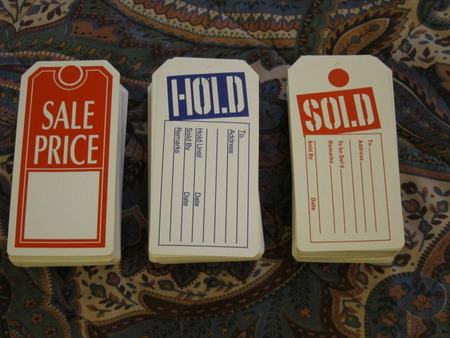 SALE
PRICE
HOLD
To.
Address
Hold Until
Date
Sold By
Date
Remarks
SOLD
To.
Address
To be Del'd
Remarks
Sold By
Date